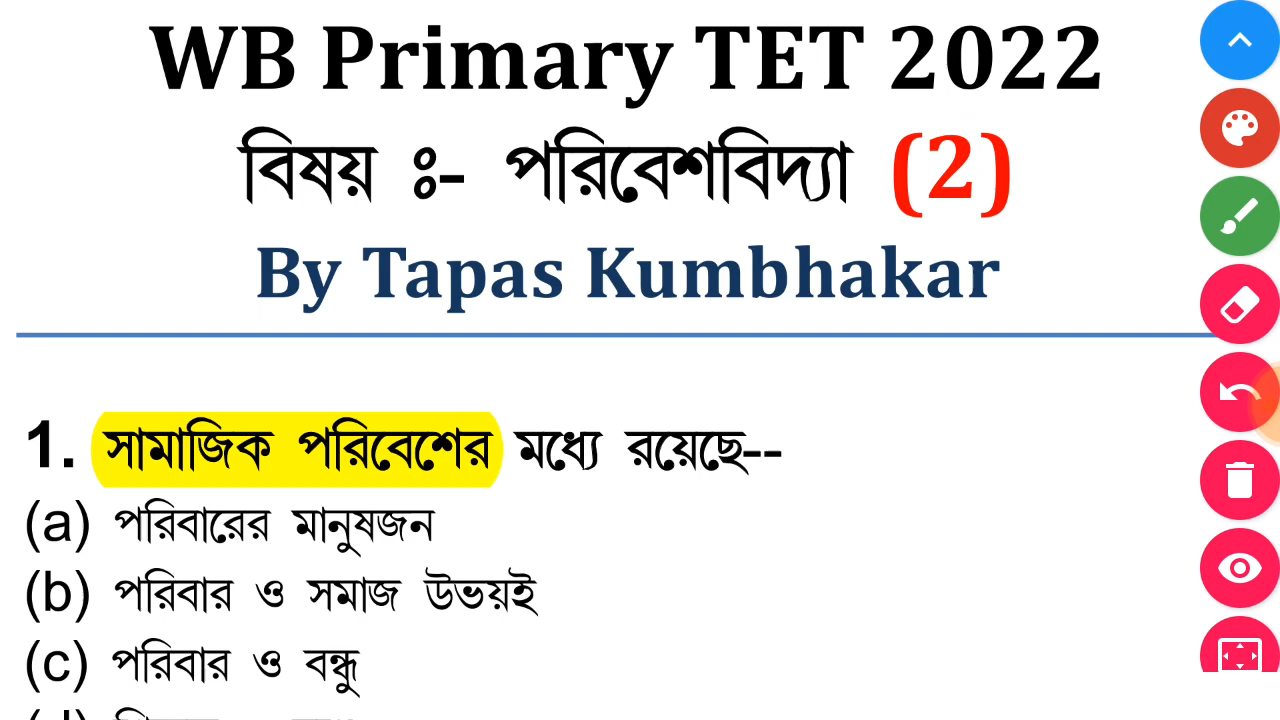 WB Primary TET 2022
বিষয় ঃ- পরিবেশবিদ্যা (2)
By Tapas Kumbhakar
1. সামাজিক পরিবেশের মধ্যে রয়েছে--
(a) পরিবারের মানুষজন
(b) পরিবার ও সমাজ উভয়ই
(c) পরিবার ও বন্ধু